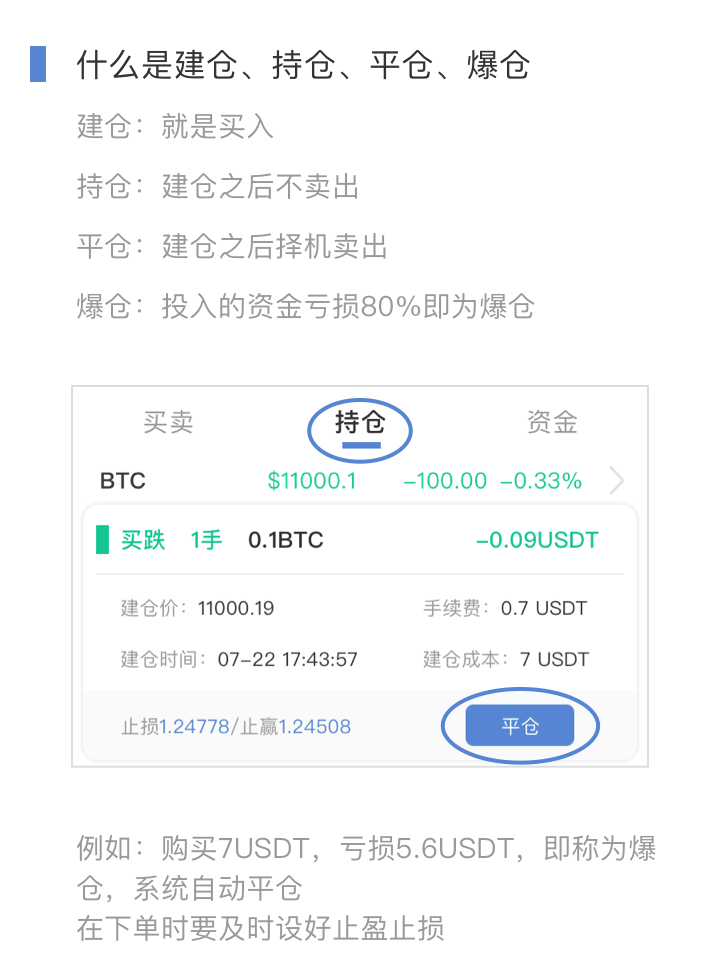 什么是建仓、持仓、平仓、爆仓
建仓：就是买入
持仓：建仓之后不卖出
平仓：建仓之后择机卖出
爆仓：投入的资金亏损80%即为爆仓
买卖 持仓 资金
BTC $11000.1 -100.00 -0.33%
买跌 1手 0.1BTC -0.09USDT
建仓价：11000.19 手续费：0.7 USDT
建仓时间：07-22 17:43:57 建仓成本：7 USDT
止损1.24778/止赢1.24508 平仓
例如：购买7USDT，亏损5.6USDT，即称为爆
仓，系统自动平仓
在下单时要及时设好止盈止损